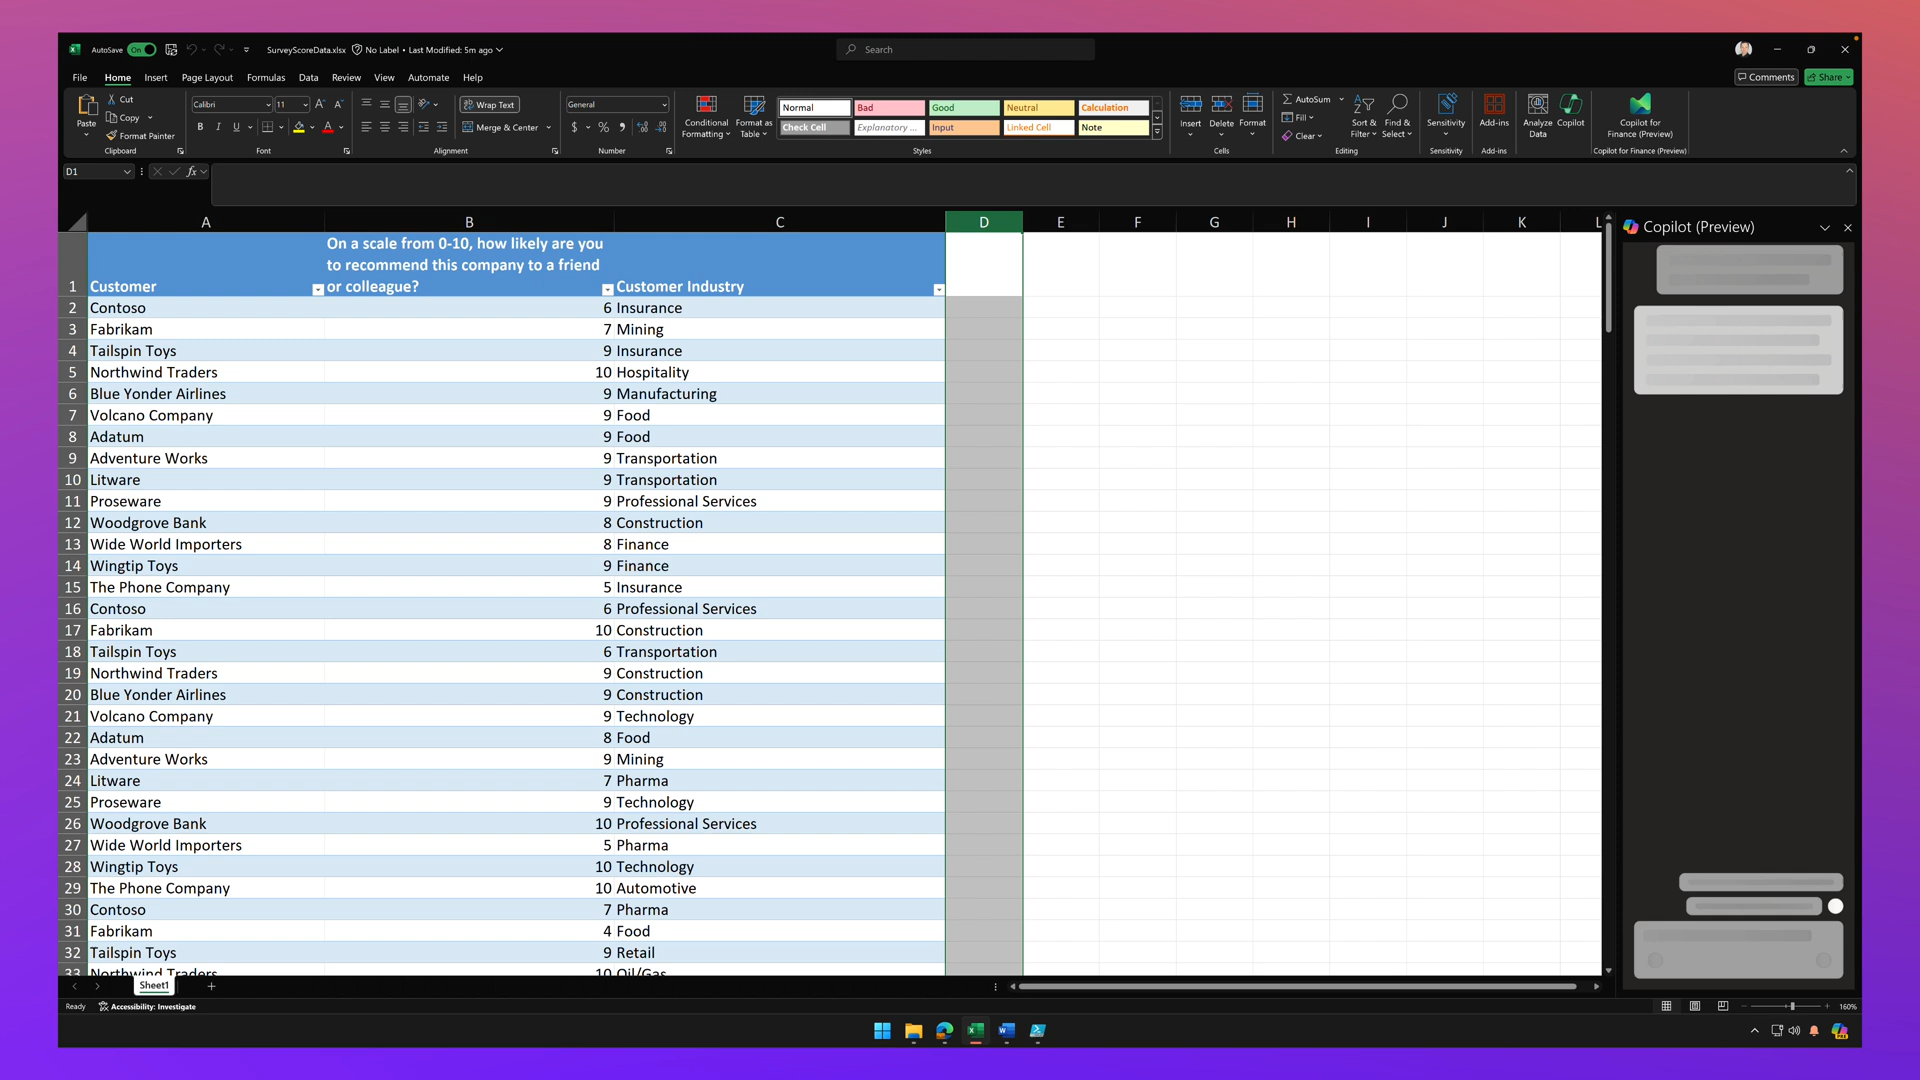 AutoSave On SurveyScoreData.xlsx No Label • Last Modified: 5m ago Search
File Home Insert Page Layout Formulas Data Review View Automate Help Comments Share
Paste Cut Copy Format Painter Clipboard
Calibri 11 B I U A A Font
Wrap Text Merge & Center Alignment
General $ % Number
Conditional Formatting Format as Table
Normal Bad Good Neutral Calculation
Check Cell Explanatory ... Input Linked Cell Note
Styles
Insert Delete Format Cells
AutoSum Fill Clear Sort & Filter Find & Select Editing
Sensitivity Sensitivity
Add-ins Add-ins
Analyze Data Copilot
Copilot for Finance (Preview) Copilot for Finance (Preview)
D1 fx
A B C D E F G H I J K L
Copilot (Preview)
On a scale from 0-10, how likely are you
to recommend this company to a friend
1 Customer or colleague? Customer Industry
2 Contoso 6 Insurance
3 Fabrikam 7 Mining
4 Tailspin Toys 9 Insurance
5 Northwind Traders 10 Hospitality
6 Blue Yonder Airlines 9 Manufacturing
7 Volcano Company 9 Food
8 Adatum 9 Food
9 Adventure Works 9 Transportation
10 Litware 9 Transportation
11 Proseware 9 Professional Services
12 Woodgrove Bank 8 Construction
13 Wide World Importers 8 Finance
14 Wingtip Toys 9 Finance
15 The Phone Company 5 Insurance
16 Contoso 6 Professional Services
17 Fabrikam 10 Construction
18 Tailspin Toys 6 Transportation
19 Northwind Traders 9 Construction
20 Blue Yonder Airlines 9 Construction
21 Volcano Company 9 Technology
22 Adatum 8 Food
23 Adventure Works 9 Mining
24 Litware 7 Pharma
25 Proseware 9 Technology
26 Woodgrove Bank 10 Professional Services
27 Wide World Importers 5 Pharma
28 Wingtip Toys 10 Technology
29 The Phone Company 10 Automotive
30 Contoso 7 Pharma
31 Fabrikam 4 Food
32 Tailspin Toys 9 Retail
33 Northwind Traders 10 Oil/Gas
Sheet1
Ready Accessibility: Investigate 160%